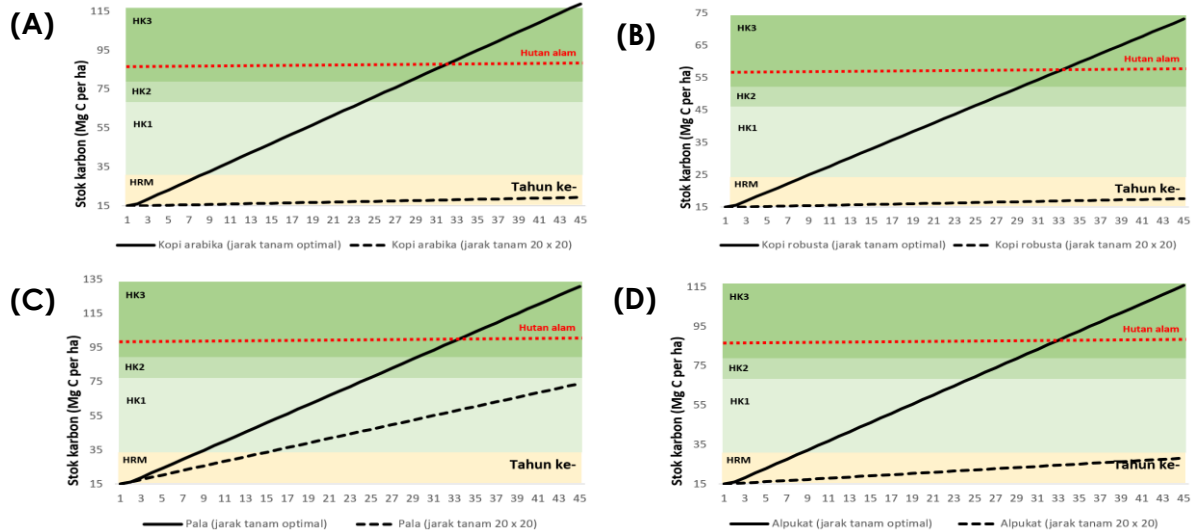 (A)
Stok karbon (Mg C per ha)
115
95
75
55
35
15
HK3
Hutan alam
HK2
HK1
HRM
Tahun ke-
1 3 5 7 9 11 13 15 17 19 21 23 25 27 29 31 33 35 37 39 41 43 45
Kopi arabika (jarak tanam optimal) Kopi arabika (jarak tanam 20 x 20)
(B)
Stok karbon (Mg C per ha)
75
65
55
45
35
25
15
HK3
Hutan alam
HK2
HK1
HRM
Tahun ke-
1 3 5 7 9 11 13 15 17 19 21 23 25 27 29 31 33 35 37 39 41 43 45
Kopi robusta (jarak tanam optimal) Kopi robusta (jarak tanam 20 x 20)
(C)
Stok karbon (Mg C per ha)
135
115
95
75
55
35
15
HK3
Hutan alam
HK2
HK1
HRM
Tahun ke-
1 3 5 7 9 11 13 15 17 19 21 23 25 27 29 31 33 35 37 39 41 43 45
Pala (jarak tanam optimal) Pala (jarak tanam 20 x 20)
(D)
Stok karbon (Mg C per ha)
115
95
75
55
35
15
HK3
Hutan alam
HK2
HK1
HRM
Tahun ke-
1 3 5 7 9 11 13 15 17 19 21 23 25 27 29 31 33 35 37 39 41 43 45
Alpukat (jarak tanam optimal) Alpukat (jarak tanam 20 x 20)